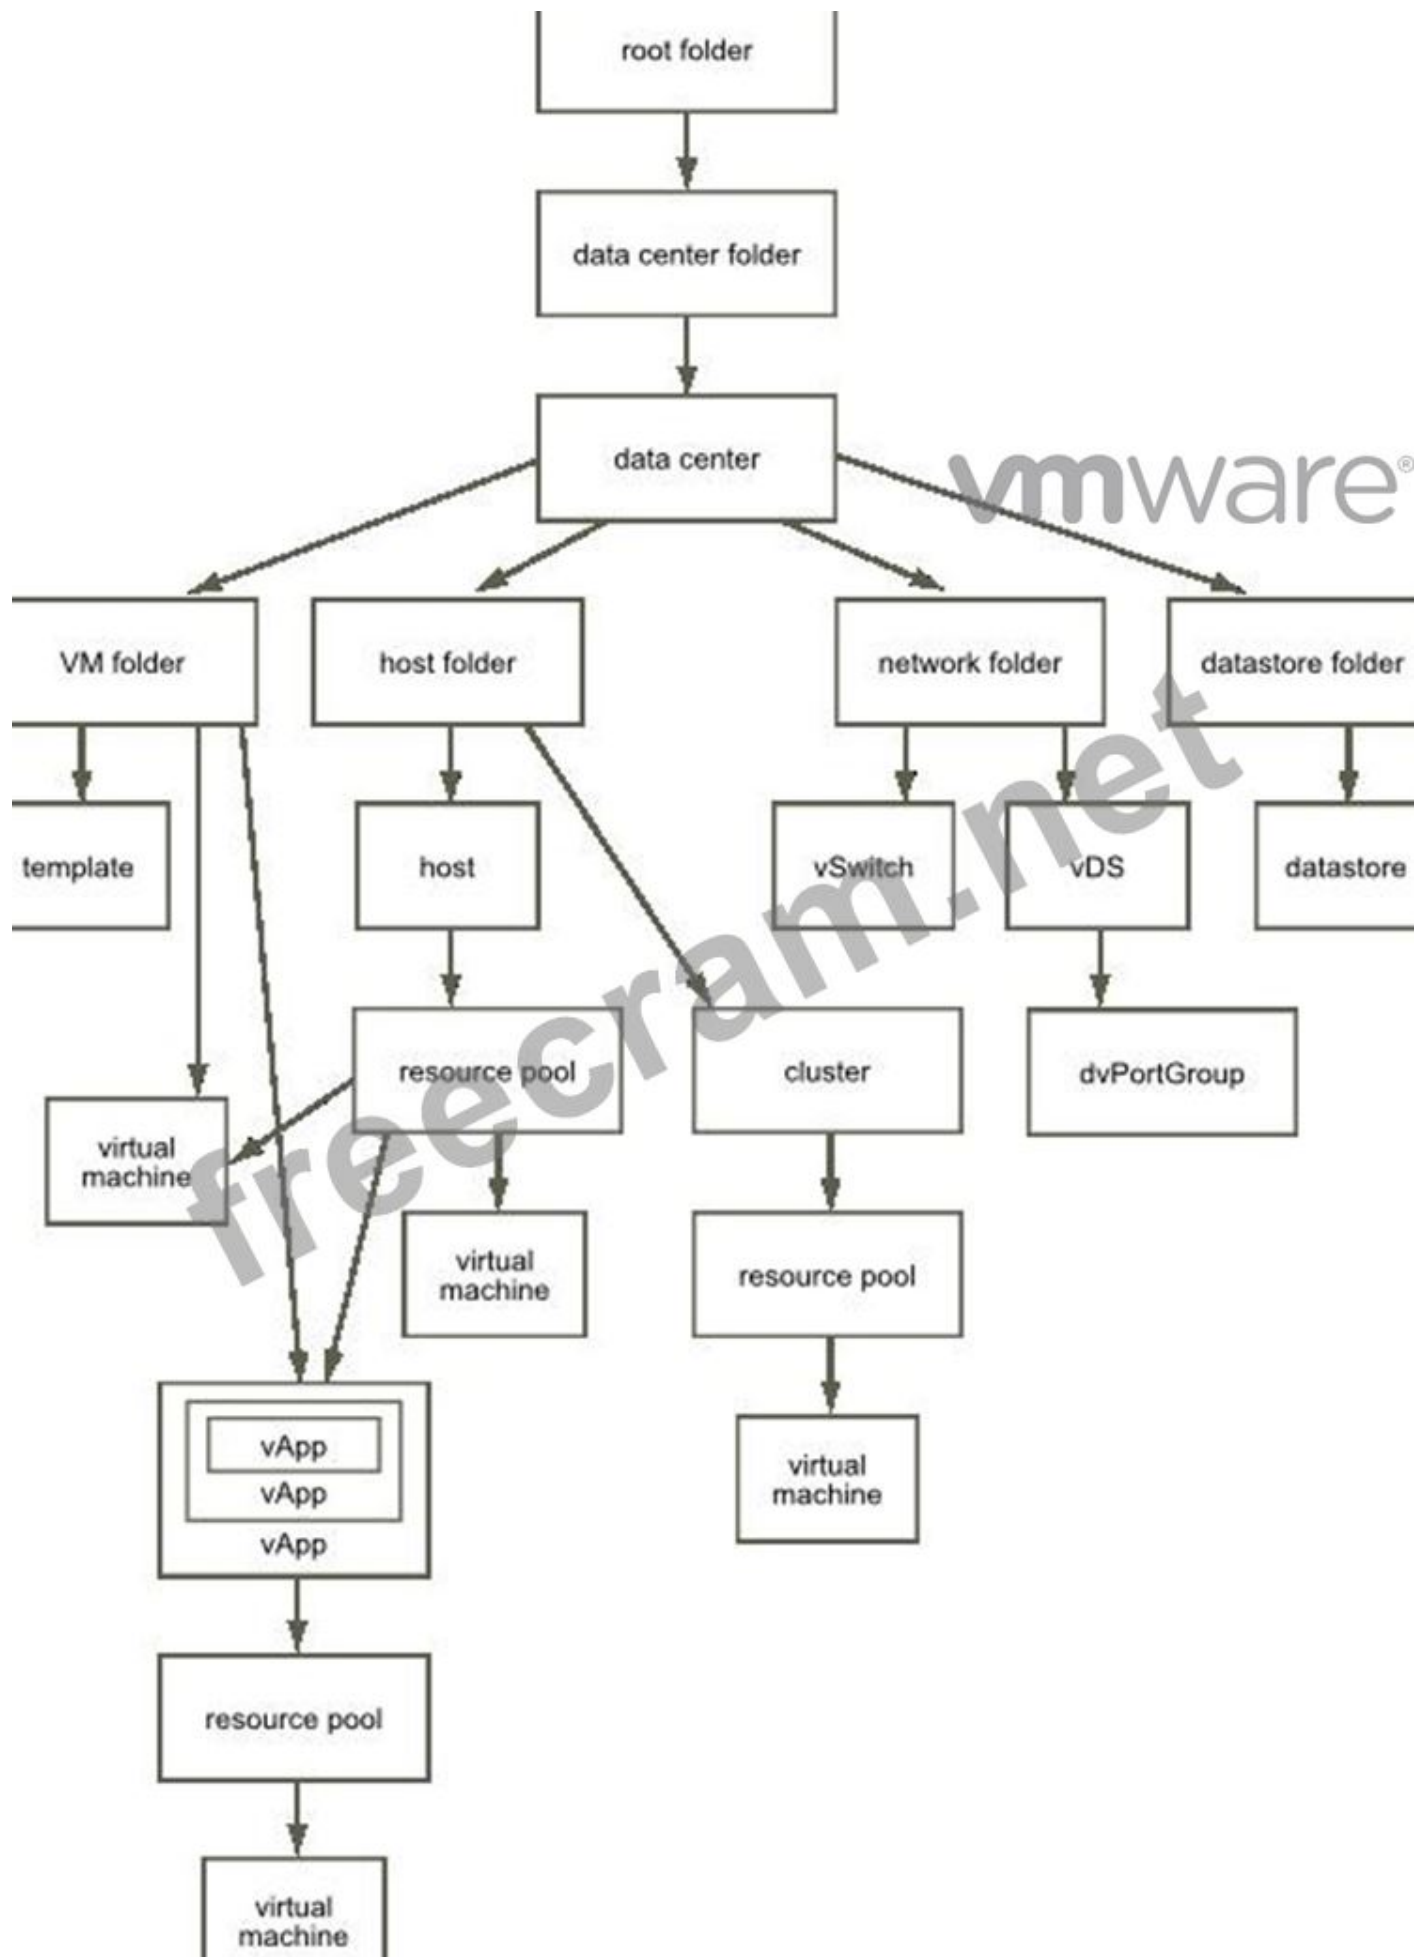 root folder
data center folder
data center
vmware®
VM folder
host folder
network folder
datastore folder
template
host
vSwitch
vDS
datastore
resource pool
cluster
dvPortGroup
virtual
machine
virtual
machine
resource pool
vApp
vApp
vApp
virtual
machine
resource pool
virtual
machine
freecram.net